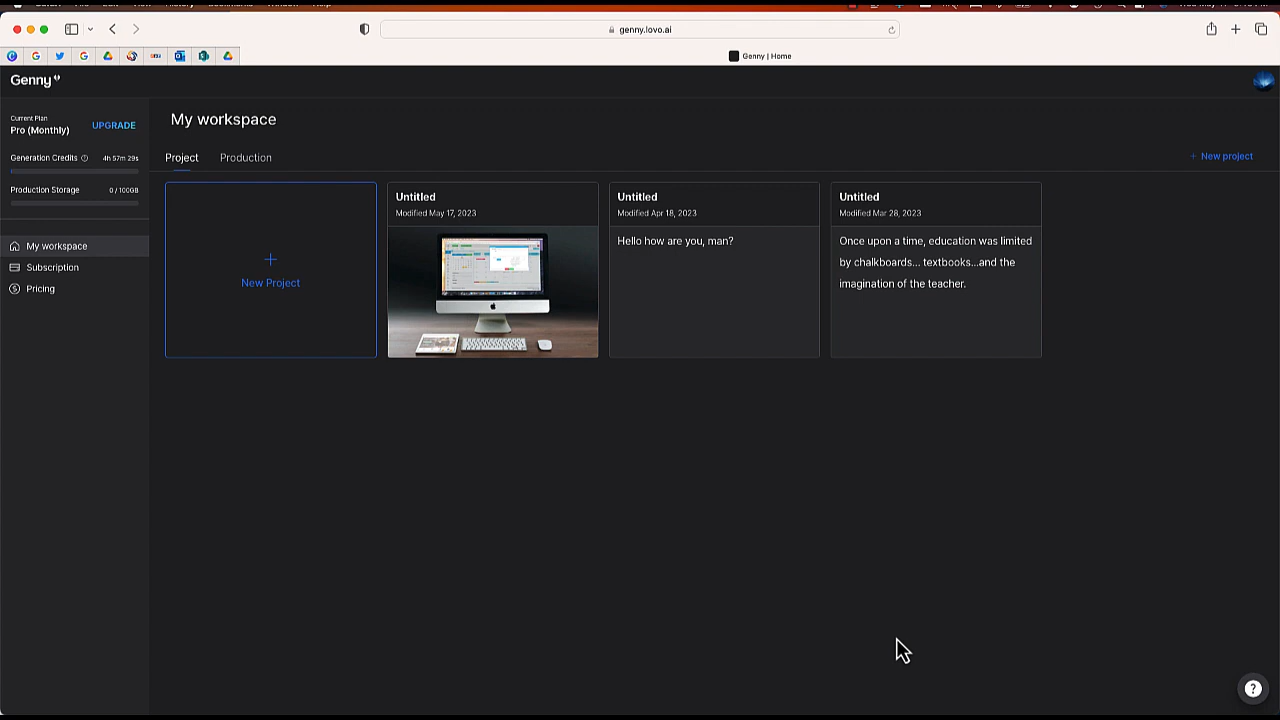 genny.lovo.ai
Genny | Home
Genny
Current Plan
Pro (Monthly)
UPGRADE
Generation Credits
4h 57m 29s
Production Storage
0 / 100GB
My workspace
Subscription
Pricing
My workspace
Project
Production
+ New project
+
New Project
Untitled
Modified May 17, 2023
Untitled
Modified Apr 18, 2023
Hello how are you, man?
Untitled
Modified Mar 28, 2023
Once upon a time, education was limited
by chalkboards... textbooks...and the
imagination of the teacher.
?